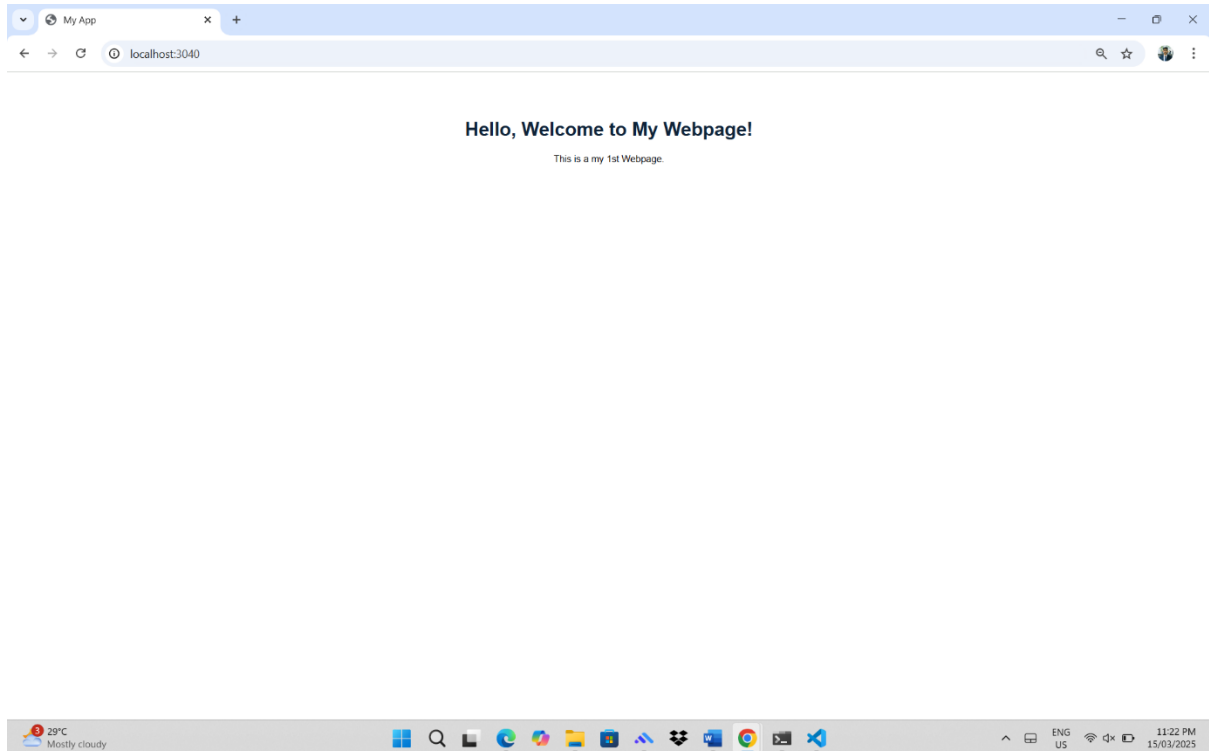 My App
localhost:3040
Hello, Welcome to My Webpage!
This is a my 1st Webpage.
3
29°C
Mostly cloudy
ENG
US
11:22 PM
15/03/2025